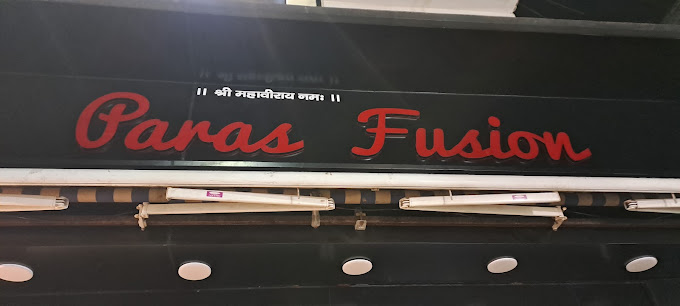 ।। श्री महावीराय नमः ।।
Paras Fusion